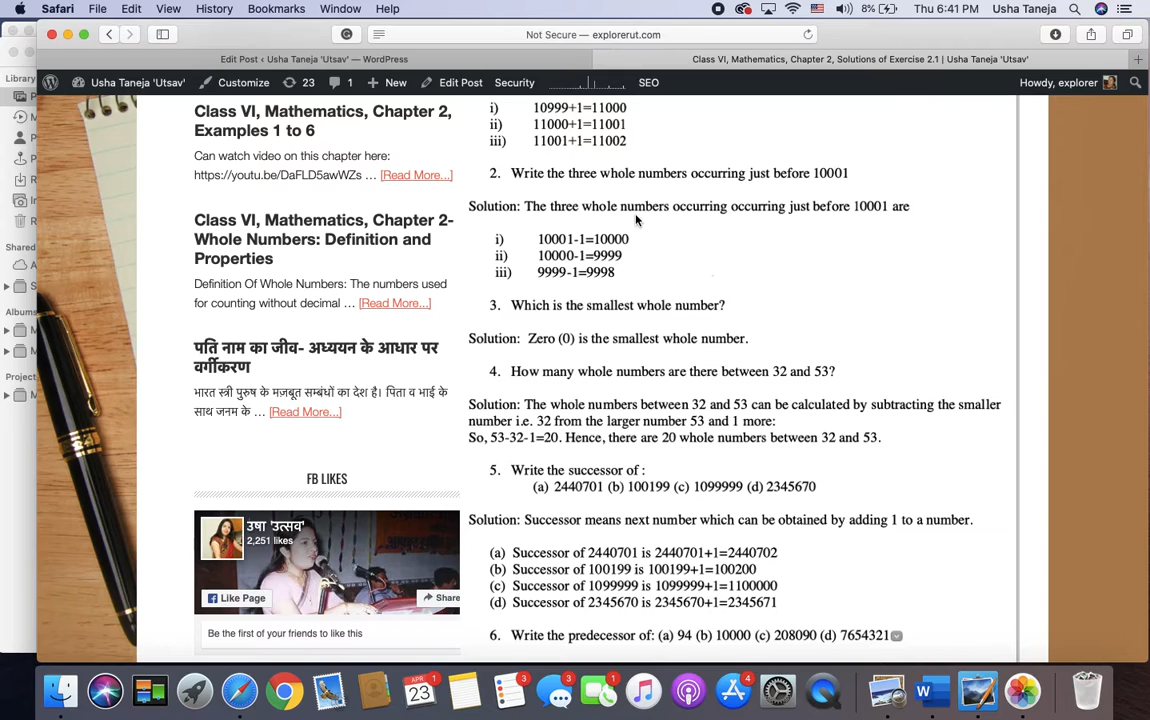 Safari File Edit View History Bookmarks Window Help 8% Thu 6:41 PM Usha Taneja
Not Secure — explorerut.com
Edit Post ‹ Usha Taneja 'Utsav' — WordPress
Class VI, Mathematics, Chapter 2, Solutions of Exercise 2.1 | Usha Taneja 'Utsav'
Usha Taneja 'Utsav' Customize 23 1 New Edit Post Security SEO Howdy, explorer
Library
Shared
Albums
Project
Class VI, Mathematics, Chapter 2,
Examples 1 to 6
Can watch video on this chapter here:
https://youtu.be/DaFLD5awWZs … [Read More...]
Class VI, Mathematics, Chapter 2-
Whole Numbers: Definition and
Properties
Definition Of Whole Numbers: The numbers used
for counting without decimal … [Read More...]
पति नाम का जीव- अध्ययन के आधार पर
वर्गीकरण
भारत स्त्री पुरुष के मज़बूत सम्बंधों का देश है। पिता व भाई के
साथ जनम के … [Read More...]
FB LIKES
उषा 'उत्सव'
2,251 likes
Like Page
Share
Be the first of your friends to like this
i) 10999+1=11000
ii) 11000+1=11001
iii) 11001+1=11002
2. Write the three whole numbers occurring just before 10001
Solution: The three whole numbers occurring occurring just before 10001 are
i) 10001-1=10000
ii) 10000-1=9999
iii) 9999-1=9998
3. Which is the smallest whole number?
Solution: Zero (0) is the smallest whole number.
4. How many whole numbers are there between 32 and 53?
Solution: The whole numbers between 32 and 53 can be calculated by subtracting the smaller
number i.e. 32 from the larger number 53 and 1 more:
So, 53-32-1=20. Hence, there are 20 whole numbers between 32 and 53.
5. Write the successor of :
(a) 2440701 (b) 100199 (c) 1099999 (d) 2345670
Solution: Successor means next number which can be obtained by adding 1 to a number.
(a) Successor of 2440701 is 2440701+1=2440702
(b) Successor of 100199 is 100199+1=100200
(c) Successor of 1099999 is 1099999+1=1100000
(d) Successor of 2345670 is 2345670+1=2345671
6. Write the predecessor of: (a) 94 (b) 10000 (c) 208090 (d) 7654321
APR
23
1
3
3
1
4